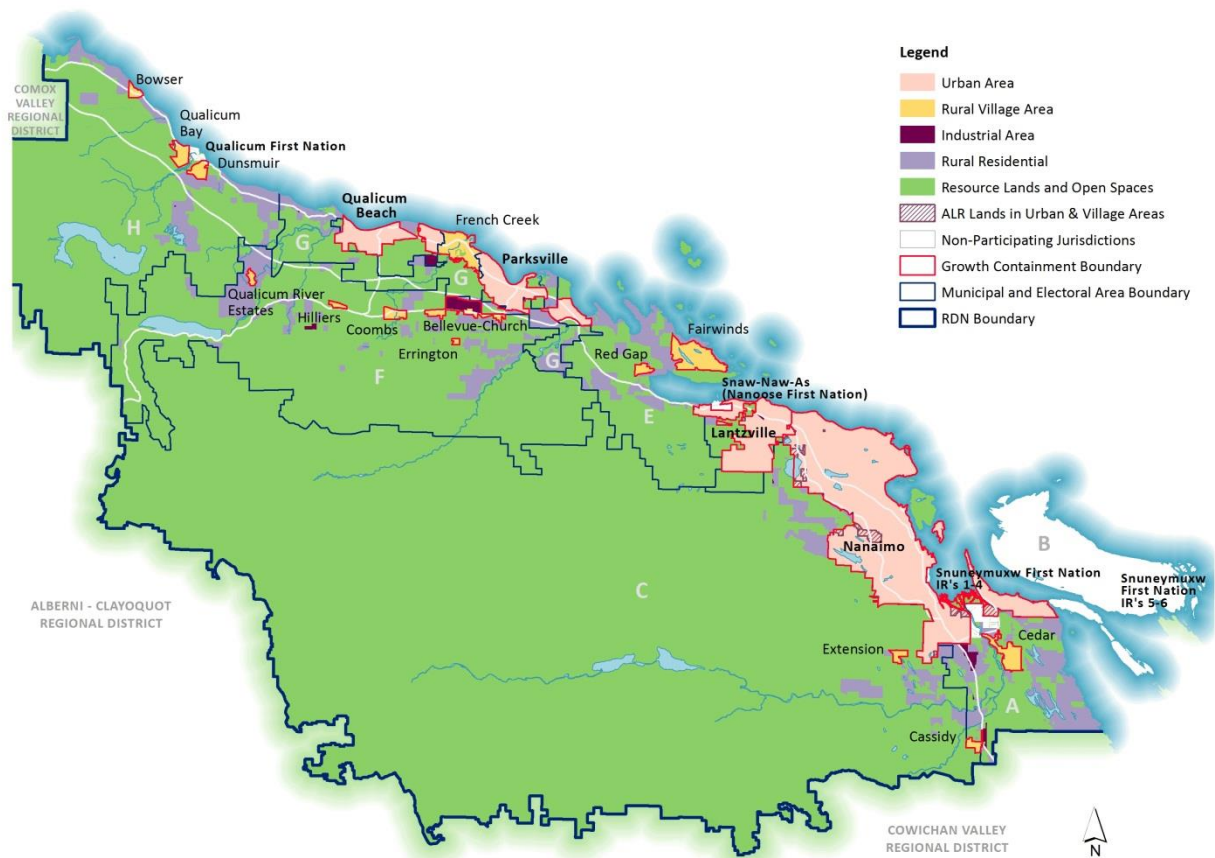 Legend
Urban Area
Rural Village Area
Industrial Area
Rural Residential
Resource Lands and Open Spaces
ALR Lands in Urban & Village Areas
Non-Participating Jurisdictions
Growth Containment Boundary
Municipal and Electoral Area Boundary
RDN Boundary
COMOX
VALLEY
REGIONAL
DISTRICT
Bowser
Qualicum
Bay
Qualicum First Nation
Dunsmuir
Qualicum
Beach
French Creek
H
G
Parksville
G
Qualicum River
Estates
Hilliers
Coombs
Bellevue-Church
Errington
Fairwinds
Red Gap
G
F
Snaw-Naw-As
(Nanoose First Nation)
E
Lantzville
Nanaimo
B
Snuneymuxw First Nation
IR's 1-4
Snuneymuxw
First Nation
IR's 5-6
C
ALBERNI - CLAYOQUOT
REGIONAL DISTRICT
Cedar
Extension
A
Cassidy
COWICHAN VALLEY
REGIONAL DISTRICT
N